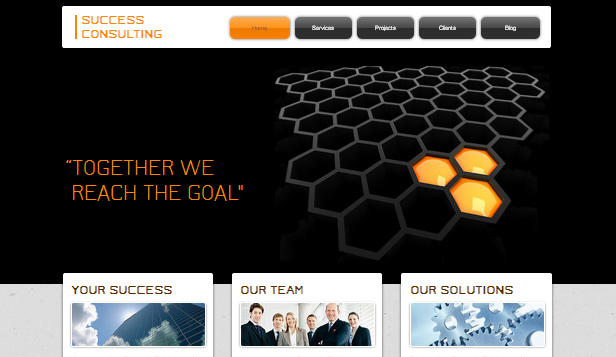 SUCCESS
CONSULTING
Home Services Projects Clients Blog
“TOGETHER WE
REACH THE GOAL"
YOUR SUCCESS OUR TEAM OUR SOLUTIONS